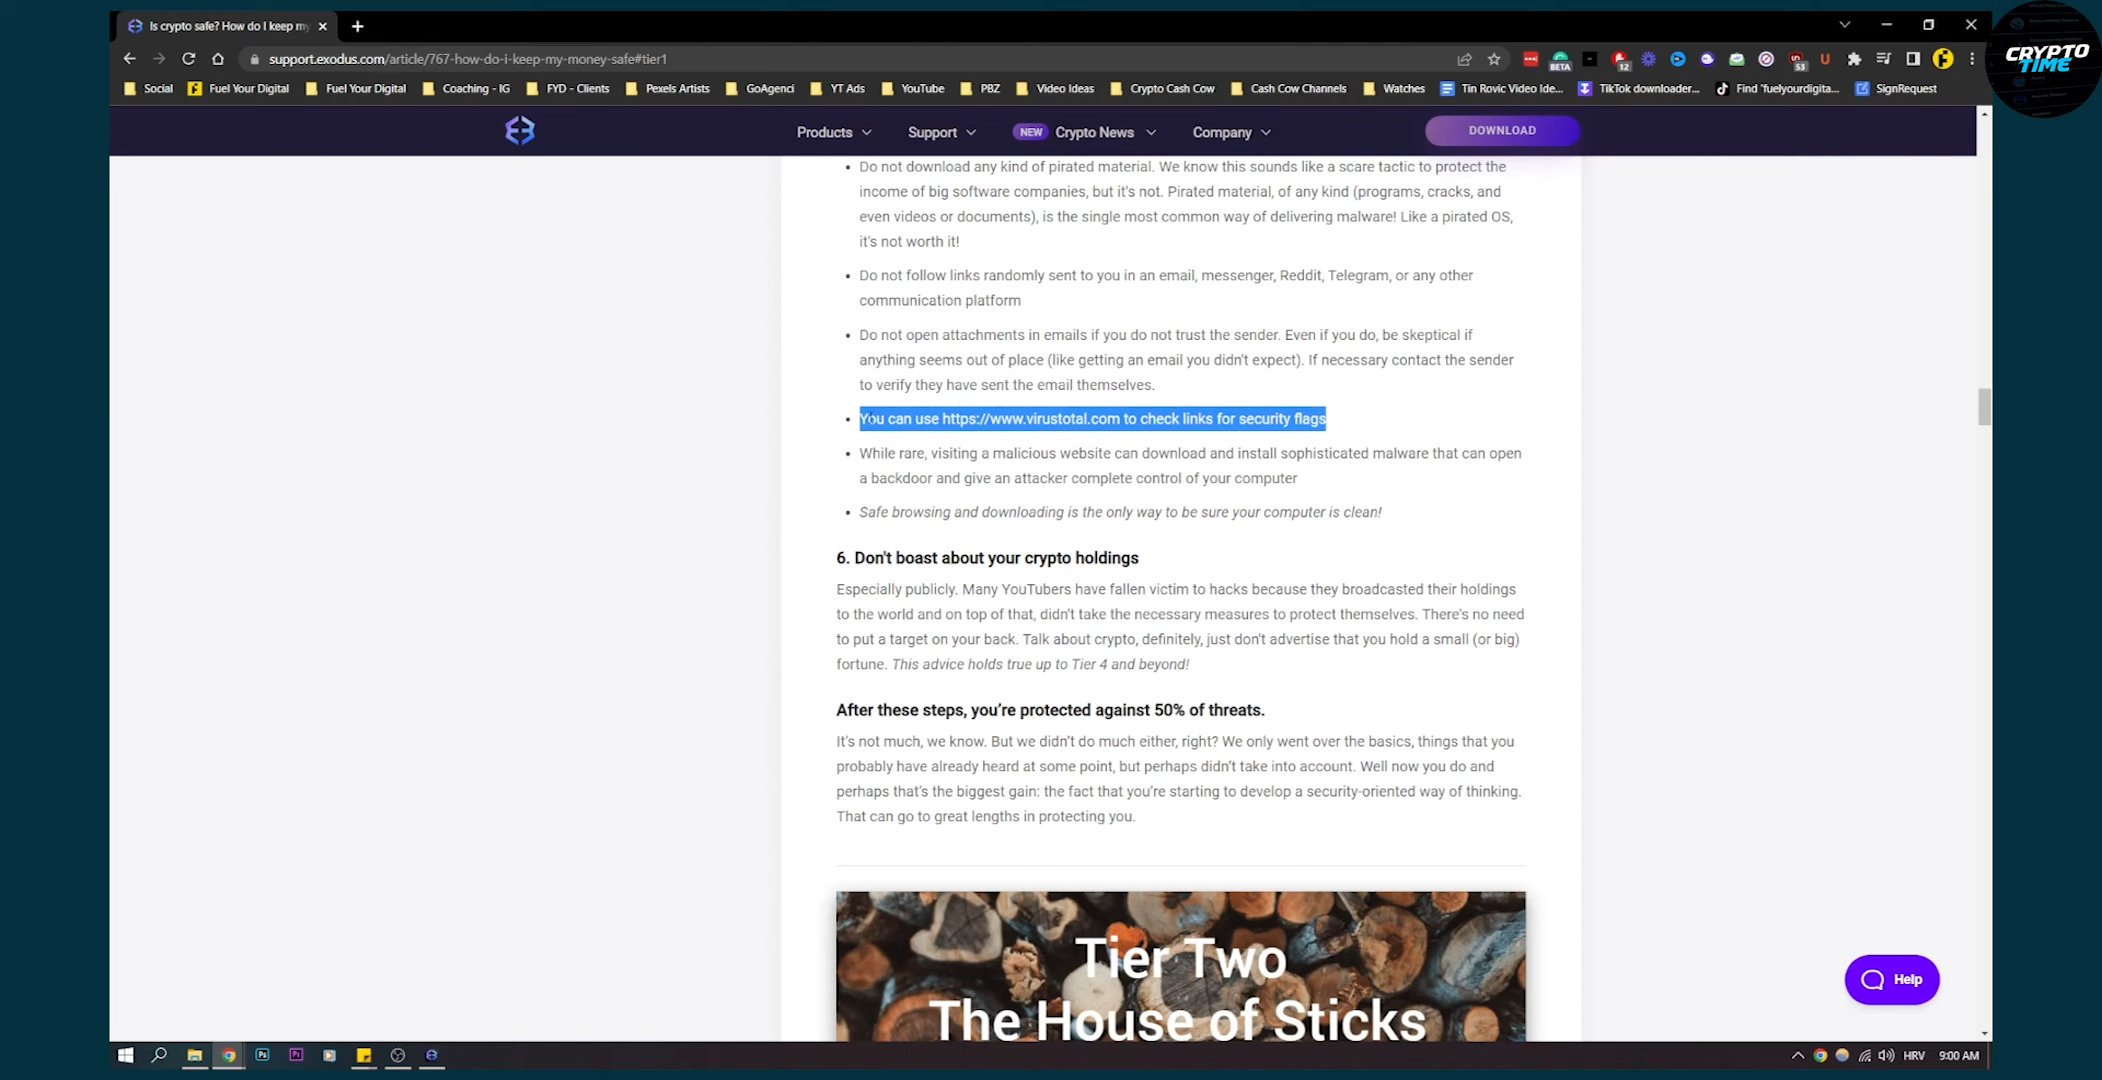 Is crypto safe? How do I keep my
support.exodus.com/article/767-how-do-i-keep-my-money-safe#tier1
BETA
12
53
CRYPTO
TIME
Social
Fuel Your Digital
Fuel Your Digital
Coaching - IG
FYD - Clients
Pexels Artists
GoAgenci
YT Ads
YouTube
PBZ
Video Ideas
Crypto Cash Cow
Cash Cow Channels
Watches
Tin Rovic Video Ide...
TikTok downloader...
Find 'fuelyourdigita...
SignRequest
Products
Support
NEW
Crypto News
Company
DOWNLOAD
• Do not download any kind of pirated material. We know this sounds like a scare tactic to protect the
income of big software companies, but it's not. Pirated material, of any kind (programs, cracks, and
even videos or documents), is the single most common way of delivering malware! Like a pirated OS,
it's not worth it!
• Do not follow links randomly sent to you in an email, messenger, Reddit, Telegram, or any other
communication platform
• Do not open attachments in emails if you do not trust the sender. Even if you do, be skeptical if
anything seems out of place (like getting an email you didn't expect). If necessary contact the sender
to verify they have sent the email themselves.
• You can use https://www.virustotal.com to check links for security flags
• While rare, visiting a malicious website can download and install sophisticated malware that can open
a backdoor and give an attacker complete control of your computer
• Safe browsing and downloading is the only way to be sure your computer is clean!
6. Don't boast about your crypto holdings
Especially publicly. Many YouTubers have fallen victim to hacks because they broadcasted their holdings
to the world and on top of that, didn't take the necessary measures to protect themselves. There's no need
to put a target on your back. Talk about crypto, definitely, just don't advertise that you hold a small (or big)
fortune. This advice holds true up to Tier 4 and beyond!
After these steps, you're protected against 50% of threats.
It's not much, we know. But we didn't do much either, right? We only went over the basics, things that you
probably have already heard at some point, but perhaps didn't take into account. Well now you do and
perhaps that's the biggest gain: the fact that you're starting to develop a security-oriented way of thinking.
That can go to great lengths in protecting you.
Tier Two
The House of Sticks
Help
Ps
Pr
HRV
9:00 AM